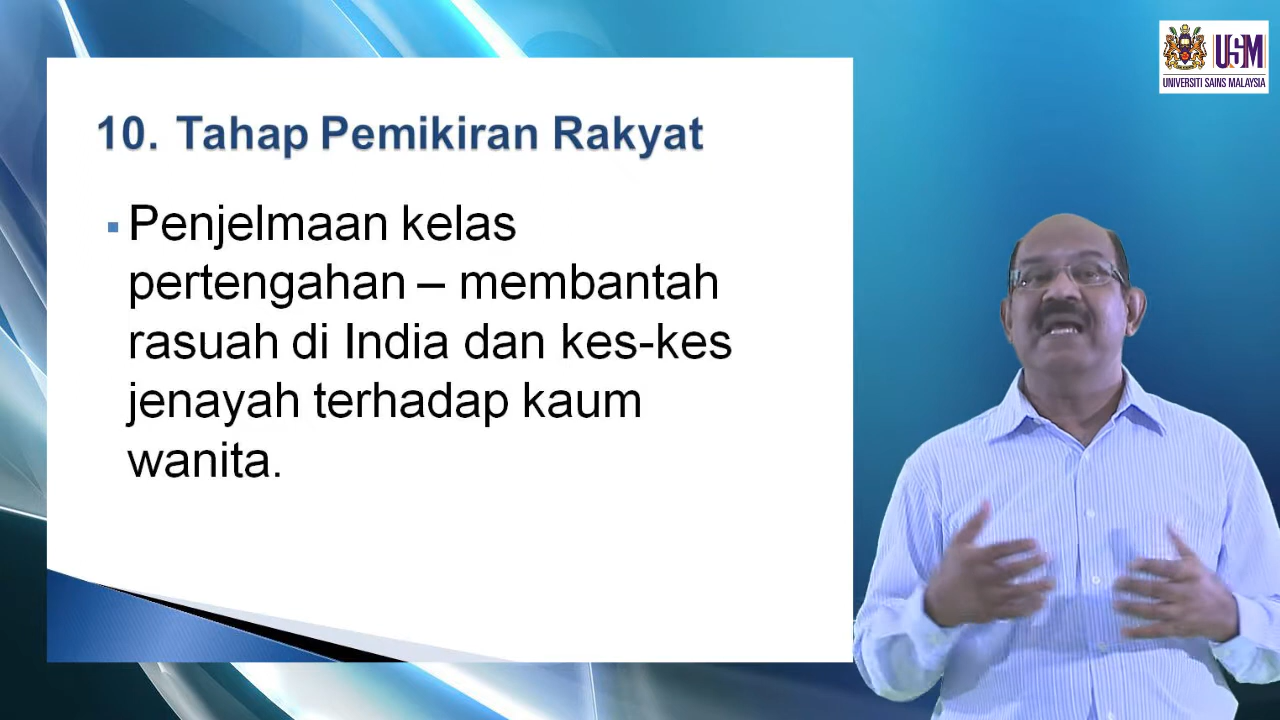 USM
UNIVERSITI SAINS MALAYSIA
10. Tahap Pemikiran Rakyat
Penjelmaan kelas
pertengahan – membantah
rasuah di India dan kes-kes
jenayah terhadap kaum
wanita.